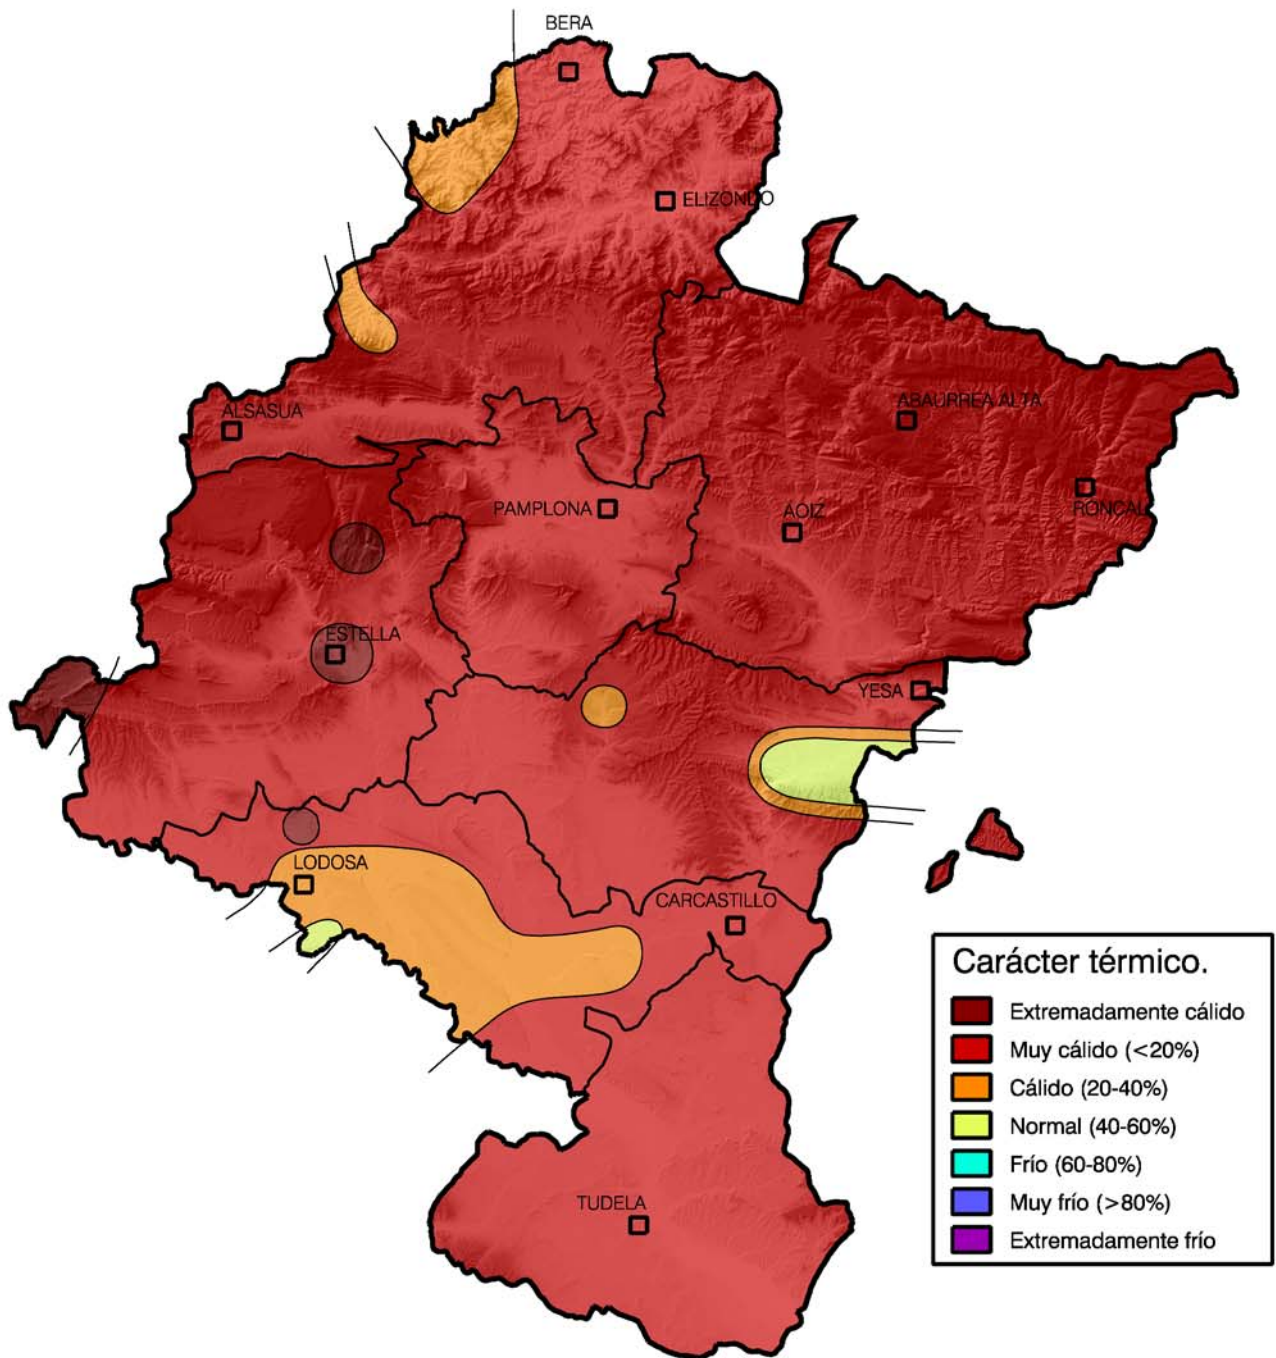 BERA
ELIZONDO
ALSASUA
ABAURREA ALTA
PAMPLONA
AOIZ
RONCAL
ESTELLA
YESA
LODOSA
CARCASTILLO
TUDELA
Carácter térmico.
Extremadamente cálido
Muy cálido (<20%)
Cálido (20-40%)
Normal (40-60%)
Frío (60-80%)
Muy frío (>80%)
Extremadamente frío